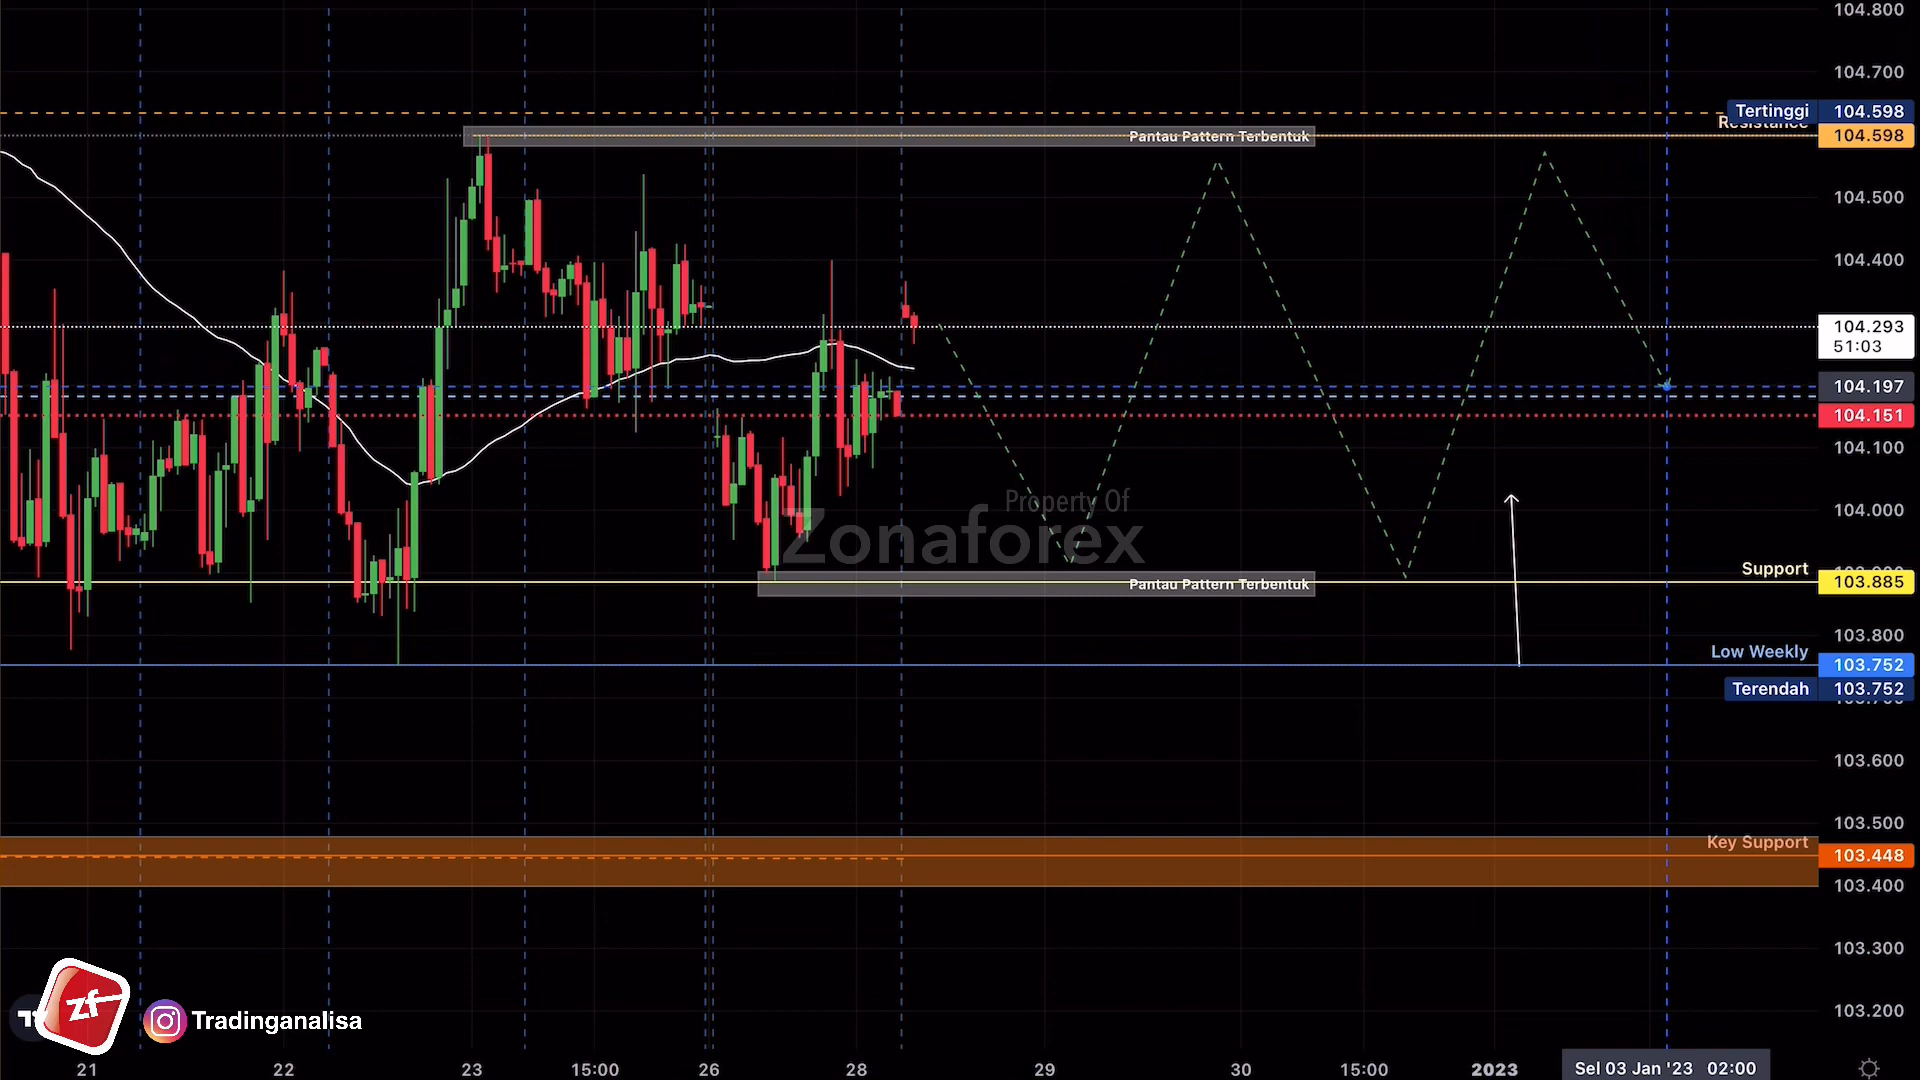 104.800
104.700
Tertinggi 104.598
Resistance 104.598
Pantau Pattern Terbentuk
104.500
104.400
104.293
51:03
104.197
104.151
104.100
Property Of
Zonaforex
104.000
Pantau Pattern Terbentuk
Support 103.885
103.800
Low Weekly 103.752
Terendah 103.752
103.600
103.500
Key Support 103.448
103.400
103.300
103.200
zf
Tradinganalisa
21 22 23 15:00 26 28 29 30 15:00 2023 Sel 03 Jan '23 02:00